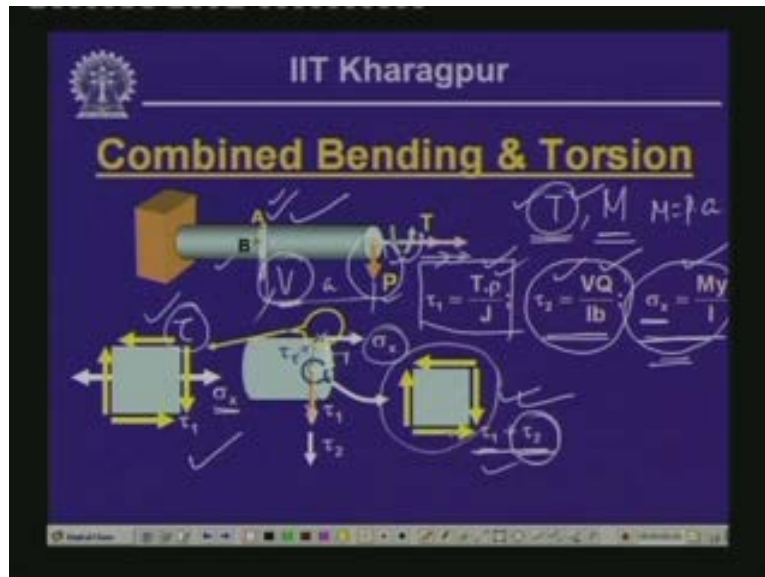 IIT Kharagpur
Combined Bending & Torsion
A
B
T
P
V a
T, M M=P.a
τ₁ = T.ρ/J ; τ₂ = VQ/Ib ; σₓ = My/I
τ
σₓ
τ₁
σₓ
τ₁
τ₂
τ₁ + τ₂